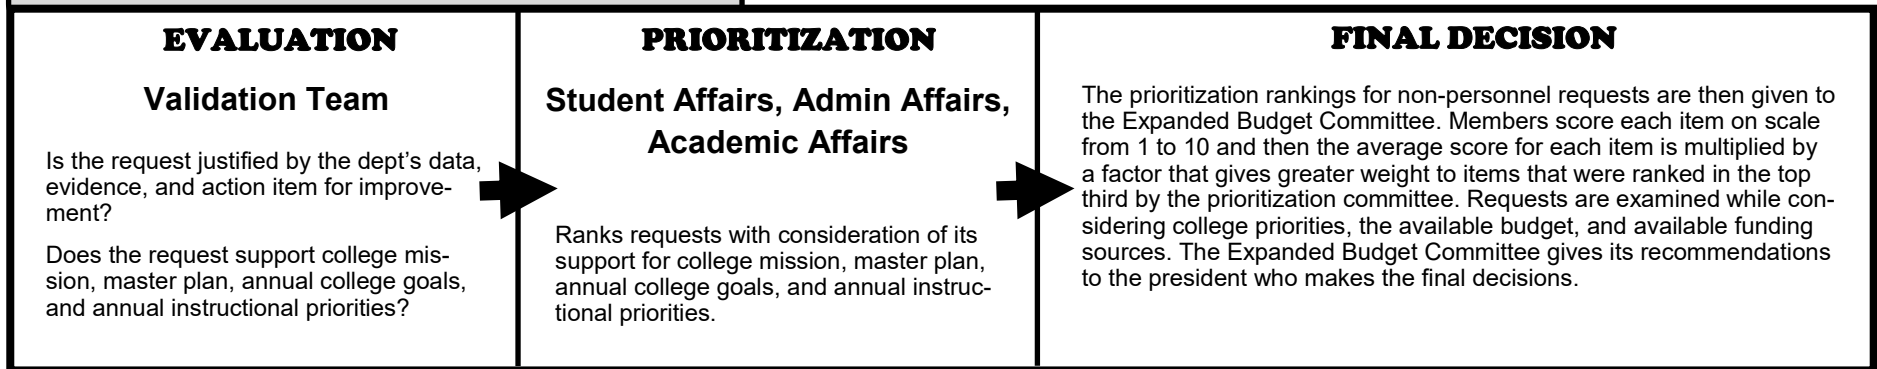 EVALUATION
Validation Team
Is the request justified by the dept’s data,
evidence, and action item for improve-
ment?
Does the request support college mis-
sion, master plan, annual college goals,
and annual instructional priorities?
PRIORITIZATION
Student Affairs, Admin Affairs,
Academic Affairs
Ranks requests with consideration of its
support for college mission, master plan,
annual college goals, and annual instruc-
tional priorities.
FINAL DECISION
The prioritization rankings for non-personnel requests are then given to
the Expanded Budget Committee. Members score each item on scale
from 1 to 10 and then the average score for each item is multiplied by
a factor that gives greater weight to items that were ranked in the top
third by the prioritization committee. Requests are examined while con-
sidering college priorities, the available budget, and available funding
sources. The Expanded Budget Committee gives its recommendations
to the president who makes the final decisions.